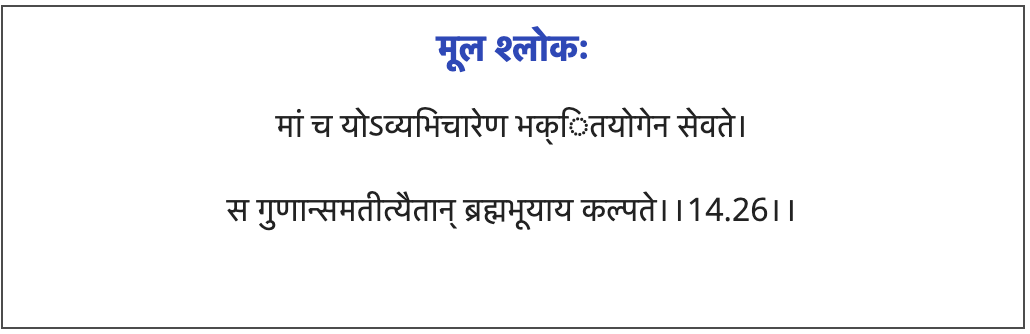 मूल श्लोकः
मां च योऽव्यभिचारेण भक्ितयोगेन सेवते।
स गुणान्समतीत्यैतान् ब्रह्मभूयाय कल्पते।।14.26।।